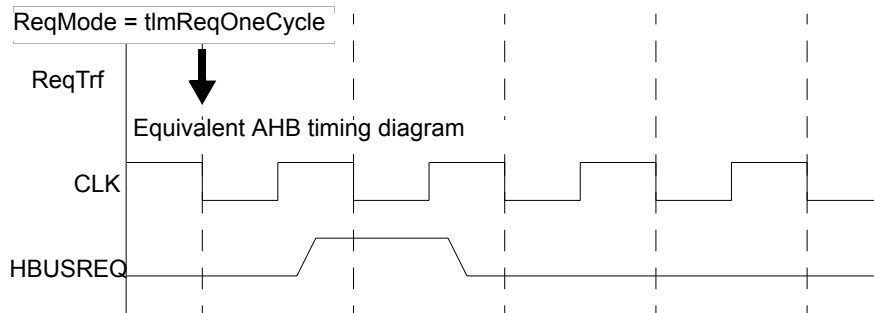 ReqMode = tlmReqOneCycle
ReqTrf
Equivalent AHB timing diagram
CLK
HBUSREQ